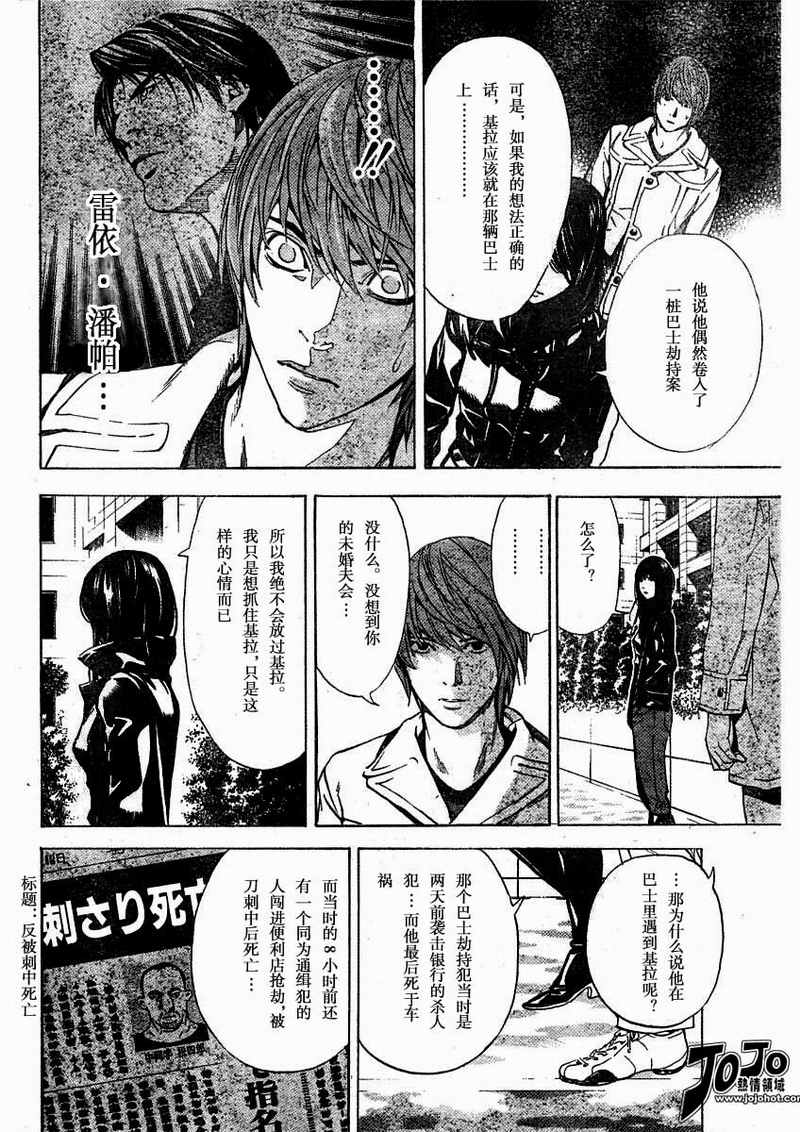 他说他偶然卷入了
一桩巴士劫持案
可是，如果我的想法正确的
话，基拉应该就在那辆巴士
上…………
……!!
雷依·潘帕…
怎么了？
………
………
没什么。没想到你
的未婚夫会…
所以我绝不会放过基拉。
我只是想抓住基拉，只是这
样的心情而已
…那为什么说他在
巴士里遇到基拉呢？
那个巴士劫持犯当时是
两天前袭击银行的杀人
犯…而他最后死于车
祸
而当时的8小时前还
有一个同为通缉犯的
人闯进便利店抢劫，被
刀刺中后死亡…
刺さり死亡
指名
标题：反被刺中死亡
JOJO
熱情領域
www.jojohot.com